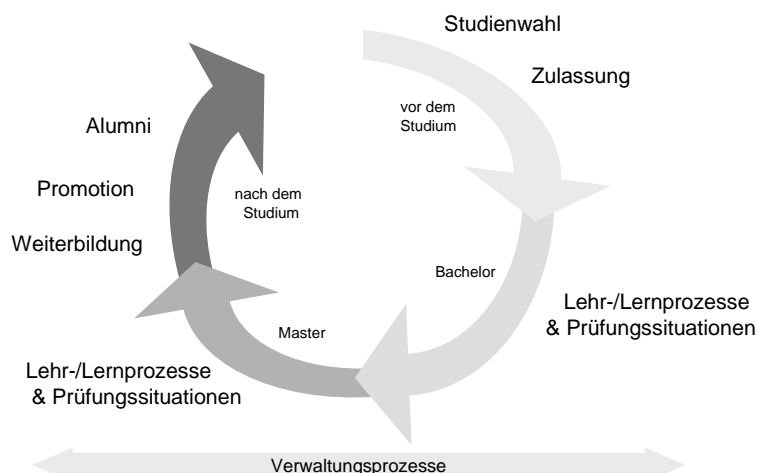 Studienwahl
Zulassung
vor dem
Studium
Alumni
Promotion
nach dem
Studium
Weiterbildung
Bachelor
Lehr-/Lernprozesse
& Prüfungssituationen
Master
Lehr-/Lernprozesse
& Prüfungssituationen
Verwaltungsprozesse